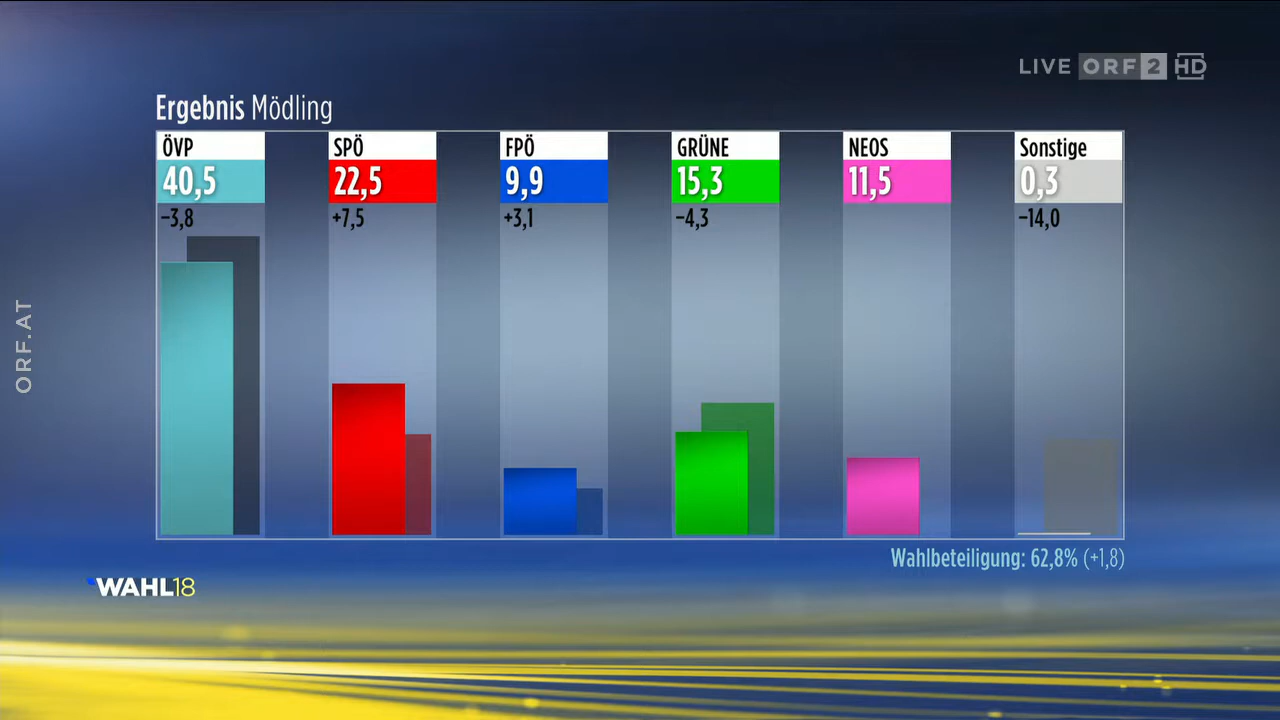 LIVE ORF 2 HD
Ergebnis Mödling
ÖVP SPÖ FPÖ GRÜNE NEOS Sonstige
40,5 22,5 9,9 15,3 11,5 0,3
−3,8 +7,5 +3,1 −4,3 −14,0
ORF.AT
Wahlbeteiligung: 62,8% (+1,8)
WAHL18